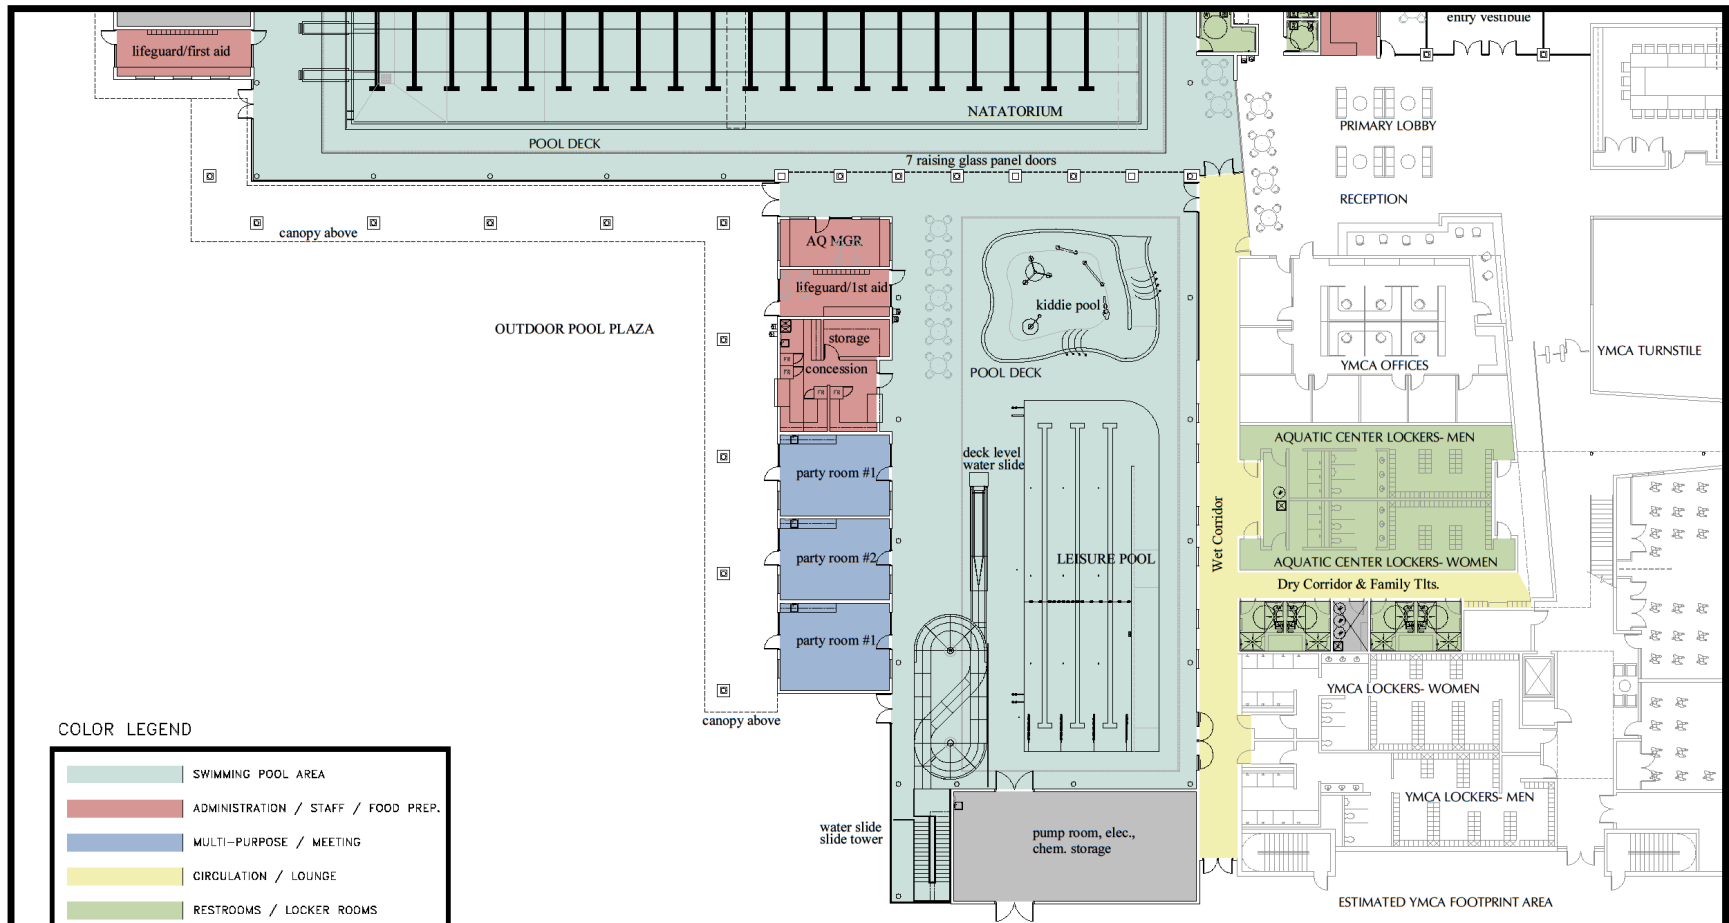 entry vestibule
lifeguard/first aid
NATATORIUM
PRIMARY LOBBY
POOL DECK
7 raising glass panel doors
RECEPTION
canopy above
AQ MGR
lifeguard/1st aid
kiddie pool
OUTDOOR POOL PLAZA
storage
YMCA TURNSTILE
concession
YMCA OFFICES
POOL DECK
FR
FR
FR
FR
AQUATIC CENTER LOCKERS- MEN
deck level
water slide
party room #1
Wet Corridor
party room #2
LEISURE POOL
AQUATIC CENTER LOCKERS- WOMEN
Dry Corridor & Family Tlts.
party room #1
YMCA LOCKERS- WOMEN
canopy above
COLOR LEGEND
SWIMMING POOL AREA
ADMINISTRATION / STAFF / FOOD PREP.
YMCA LOCKERS- MEN
water slide
slide tower
pump room, elec.,
chem. storage
MULTI-PURPOSE / MEETING
CIRCULATION / LOUNGE
RESTROOMS / LOCKER ROOMS
ESTIMATED YMCA FOOTPRINT AREA